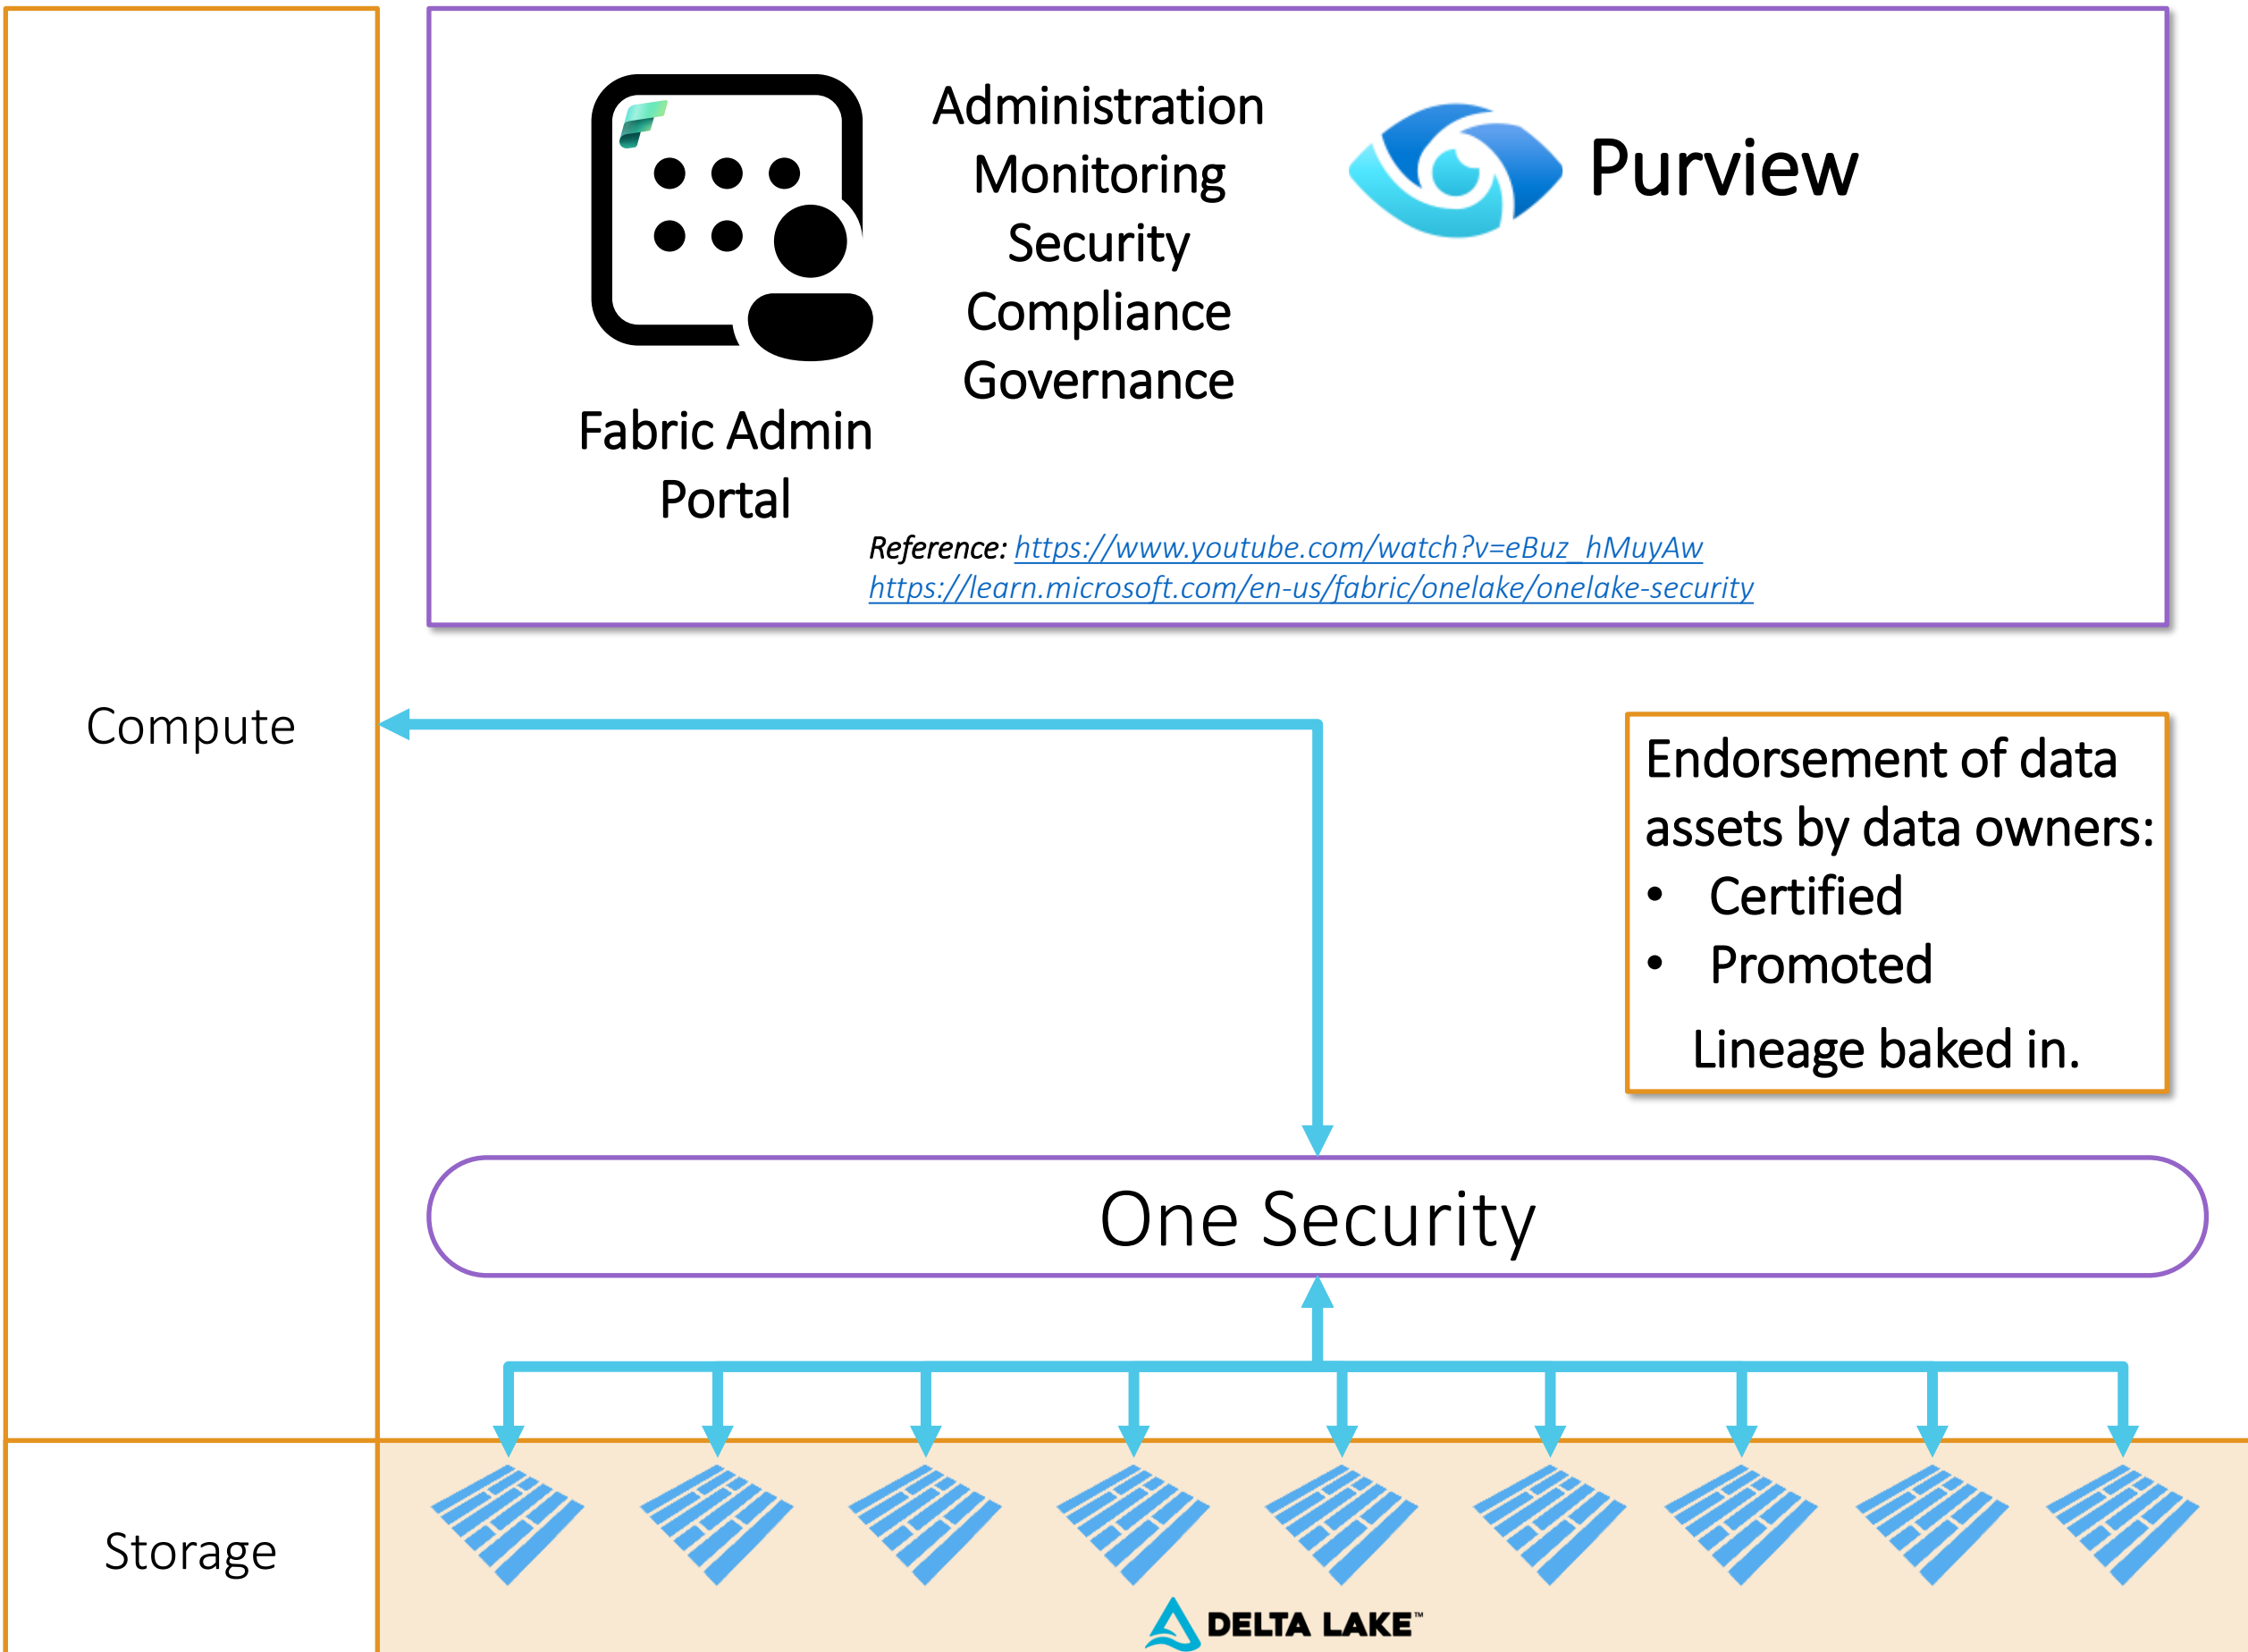 Administration
Monitoring
Security
Compliance
Governance
Purview
Fabric Admin
Portal
Reference: https://www.youtube.com/watch?v=eBuz_hMuyAw
https://learn.microsoft.com/en-us/fabric/onelake/onelake-security
Compute
Endorsement of data
assets by data owners:
• Certified
• Promoted
Lineage baked in.
One Security
Storage
DELTA LAKE™